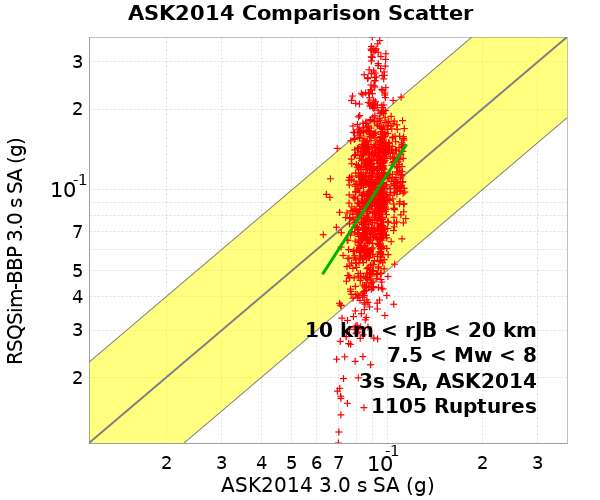 ASK2014 Comparison Scatter
RSQSim-BBP 3.0 s SA (g)
3
2
10-1
7
5
4
3
2
10 km < rJB < 20 km
7.5 < Mw < 8
3s SA, ASK2014
1105 Ruptures
2 3 4 5 6 7 10-1 2 3
ASK2014 3.0 s SA (g)